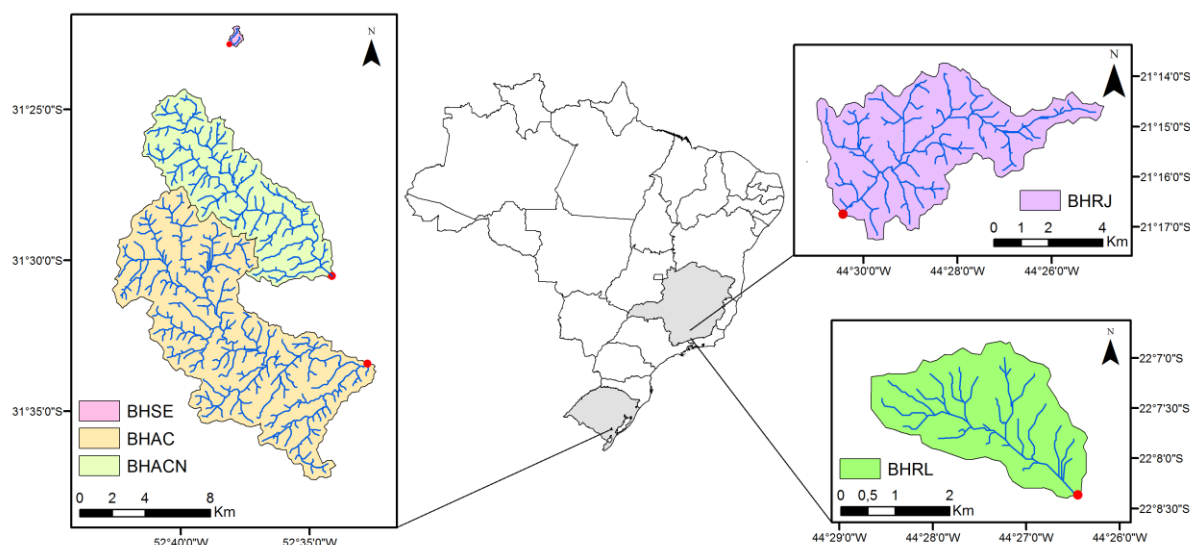 N
31°25'0"S
31°30'0"S
31°35'0"S
BHSE
BHAC
BHACN
0 2 4 8
Km
52°40'0"W 52°35'0"W
N
21°14'0"S
21°15'0"S
21°16'0"S
21°17'0"S
BHRJ
0 1 2 4
Km
44°30'0"W 44°28'0"W 44°26'0"W
N
22°7'0"S
22°7'30"S
22°8'0"S
22°8'30"S
BHRL
0 0,5 1 2
Km
44°29'0"W 44°28'0"W 44°27'0"W 44°26'0"W